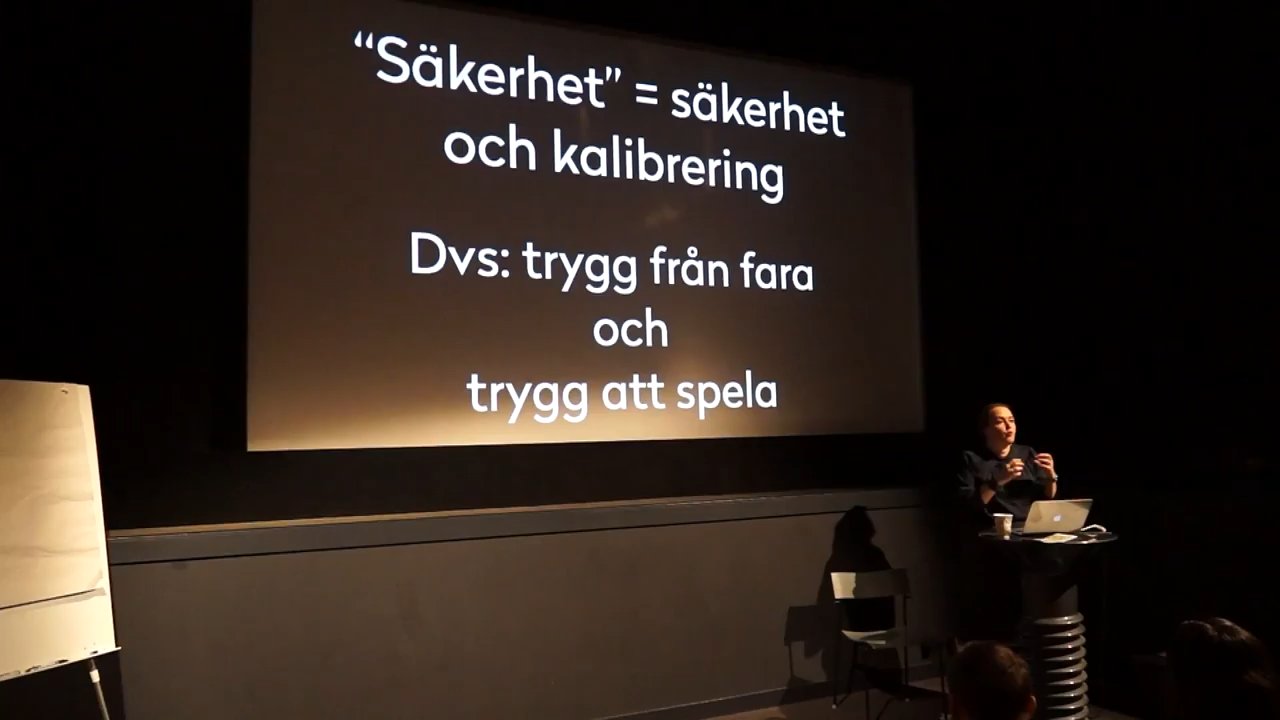 “Säkerhet” = säkerhet
och kalibrering
Dvs: trygg från fara
och
trygg att spela